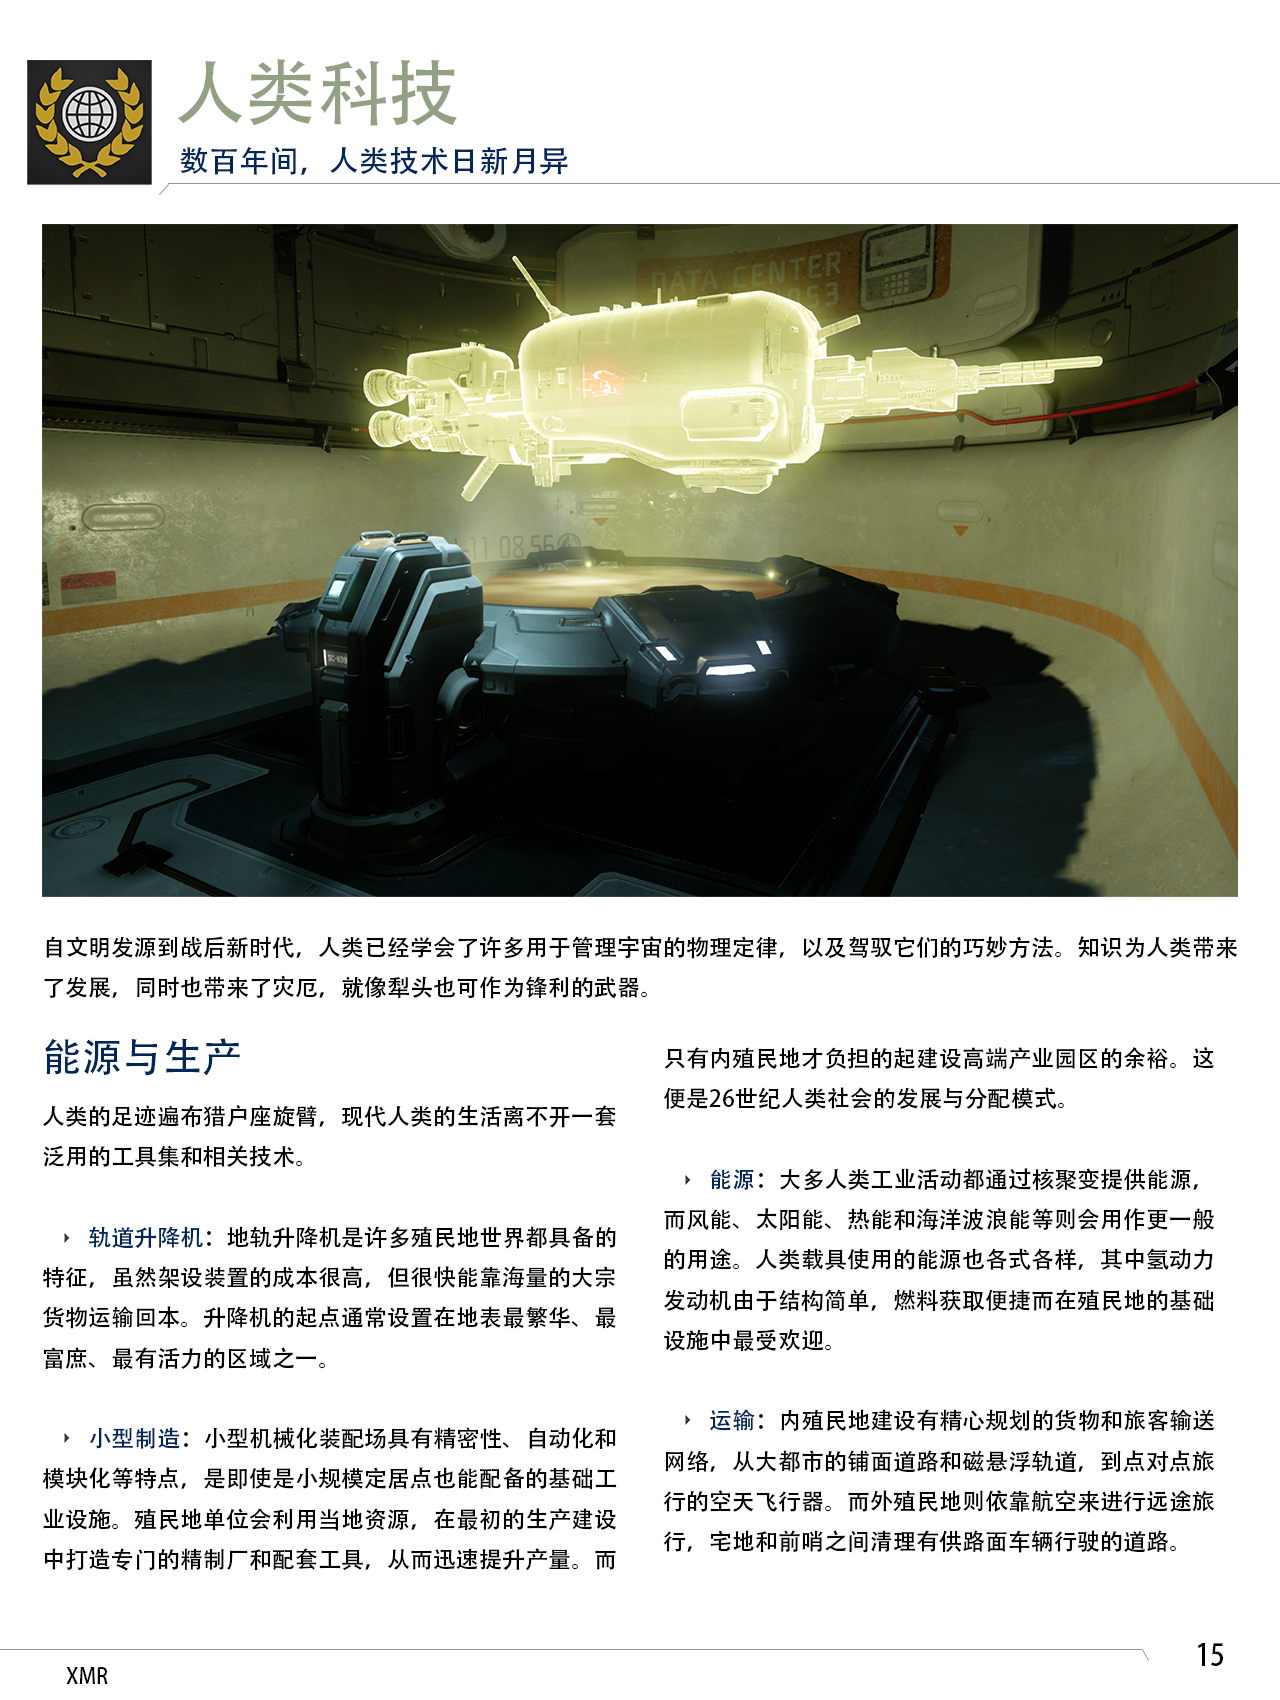 人类科技
数百年间，人类技术日新月异
DATA CENTER
11 08 56
SC-839
自文明发源到战后新时代，人类已经学会了许多用于管理宇宙的物理定律，以及驾驭它们的巧妙方法。知识为人类带来
了发展，同时也带来了灾厄，就像犁头也可作为锋利的武器。
能源与生产
人类的足迹遍布猎户座旋臂，现代人类的生活离不开一套
泛用的工具集和相关技术。
轨道升降机：地轨升降机是许多殖民地世界都具备的
特征，虽然架设装置的成本很高，但很快能靠海量的大宗
货物运输回本。升降机的起点通常设置在地表最繁华、最
富庶、最有活力的区域之一。
小型制造：小型机械化装配场具有精密性、自动化和
模块化等特点，是即使是小规模定居点也能配备的基础工
业设施。殖民地单位会利用当地资源，在最初的生产建设
中打造专门的精制厂和配套工具，从而迅速提升产量。而
只有内殖民地才负担的起建设高端产业园区的余裕。这
便是26世纪人类社会的发展与分配模式。
能源：大多人类工业活动都通过核聚变提供能源，
而风能、太阳能、热能和海洋波浪能等则会用作更一般
的用途。人类载具使用的能源也各式各样，其中氢动力
发动机由于结构简单，燃料获取便捷而在殖民地的基础
设施中最受欢迎。
运输：内殖民地建设有精心规划的货物和旅客输送
网络，从大都市的铺面道路和磁悬浮轨道，到点对点旅
行的空天飞行器。而外殖民地则依靠航空来进行远途旅
行，宅地和前哨之间清理有供路面车辆行驶的道路。
15
XMR